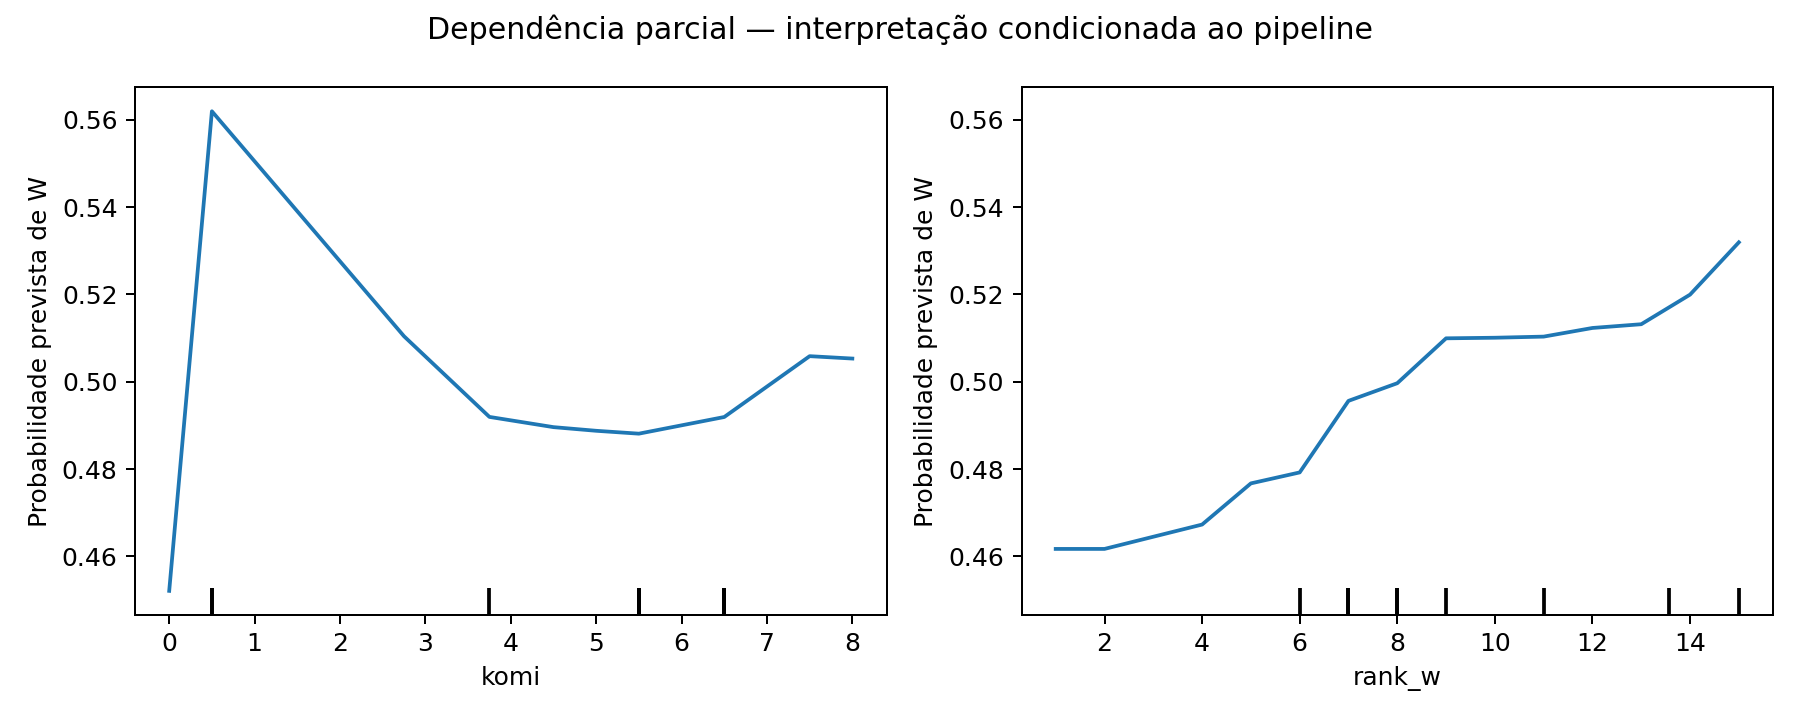 Dependência parcial — interpretação condicionada ao pipeline
Probabilidade prevista de W
0.56
0.54
0.52
0.50
0.48
0.46
0 1 2 3 4 5 6 7 8
komi
Probabilidade prevista de W
0.56
0.54
0.52
0.50
0.48
0.46
2 4 6 8 10 12 14
rank_w